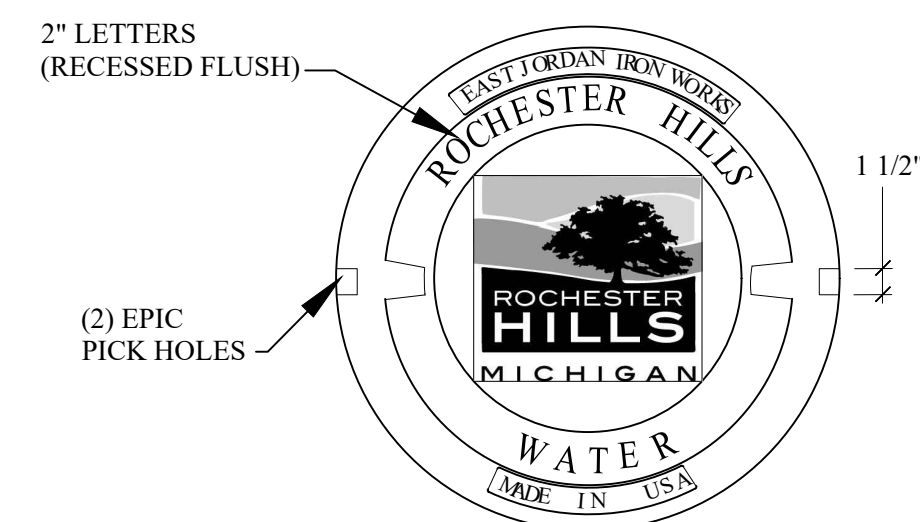 2" LETTERS
(RECESSED FLUSH)
EAST JORDAN IRON WORKS
ROCHESTER HILLS
1 1/2"
ROCHESTER
HILLS
MICHIGAN
(2) EPIC
PICK HOLES
WATER
MADE IN USA